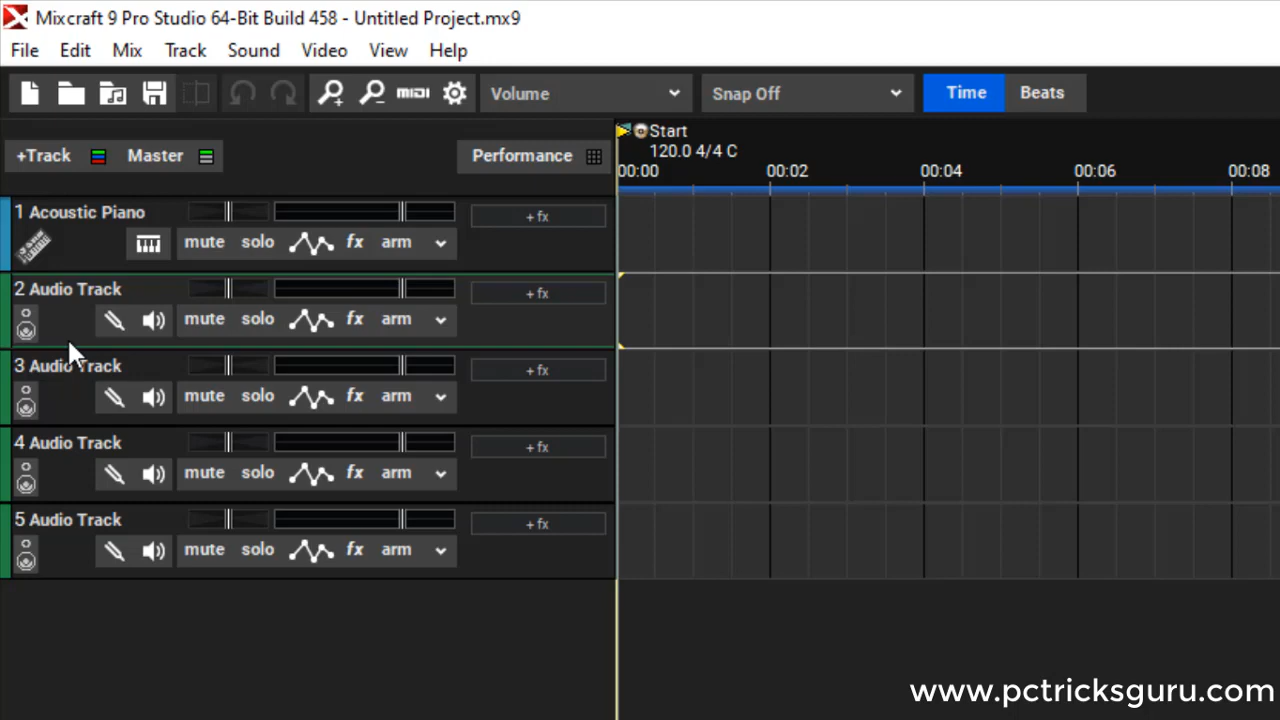 Mixcraft 9 Pro Studio 64-Bit Build 458 - Untitled Project.mx9
File Edit Mix Track Sound Video View Help
midi Volume Snap Off Time Beats
+Track Master Performance
Start
120.0 4/4 C
00:00 00:02 00:04 00:06 00:08
1 Acoustic Piano + fx
mute solo fx arm
2 Audio Track + fx
mute solo fx arm
3 Audio Track + fx
mute solo fx arm
4 Audio Track + fx
mute solo fx arm
5 Audio Track + fx
mute solo fx arm
www.pctricksguru.com